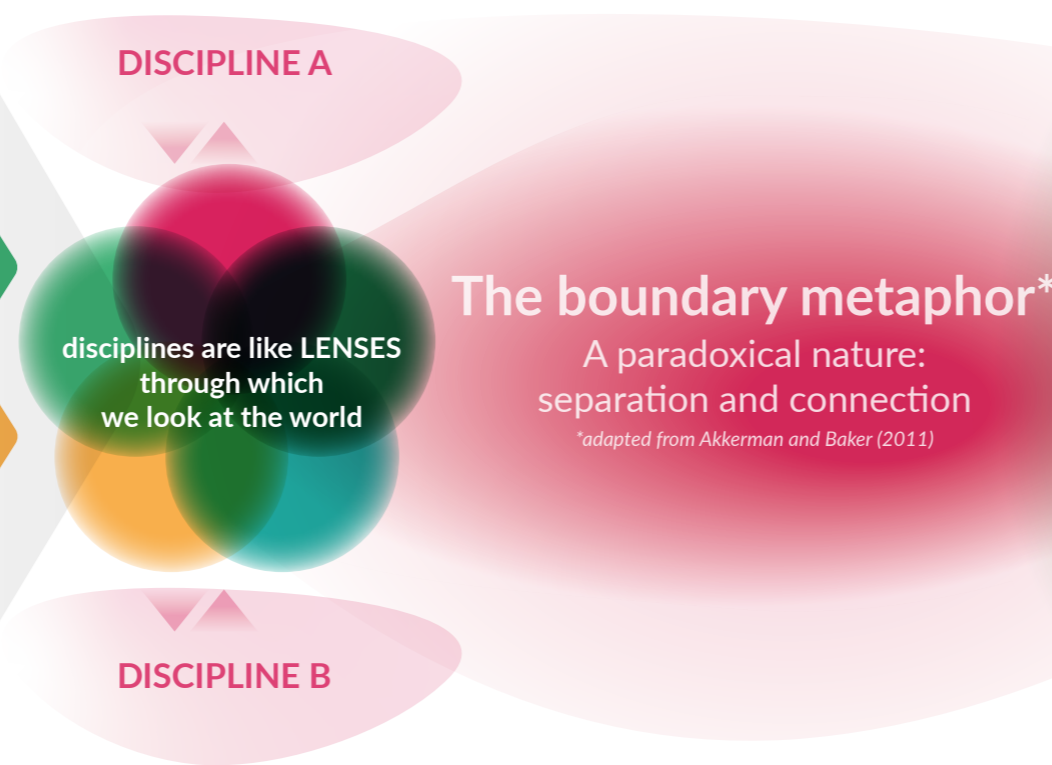 DISCIPLINE A
disciplines are like LENSES
through which
we look at the world
DISCIPLINE B
The boundary metaphor*
A paradoxical nature:
separation and connection
*adapted from Akkerman and Baker (2011)